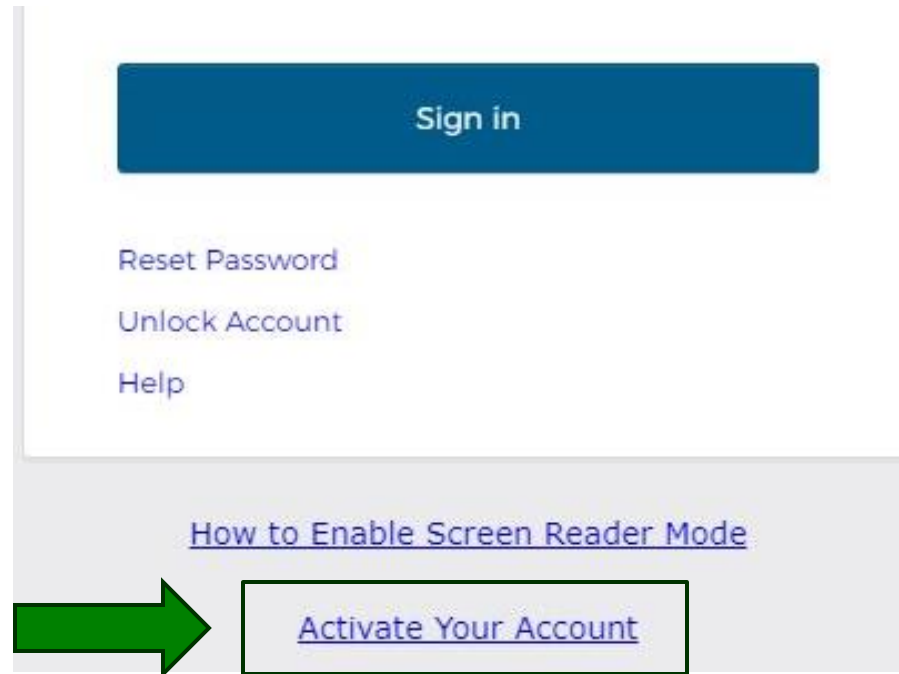 Sign in
Reset Password
Unlock Account
Help
How to Enable Screen Reader Mode
Activate Your Account